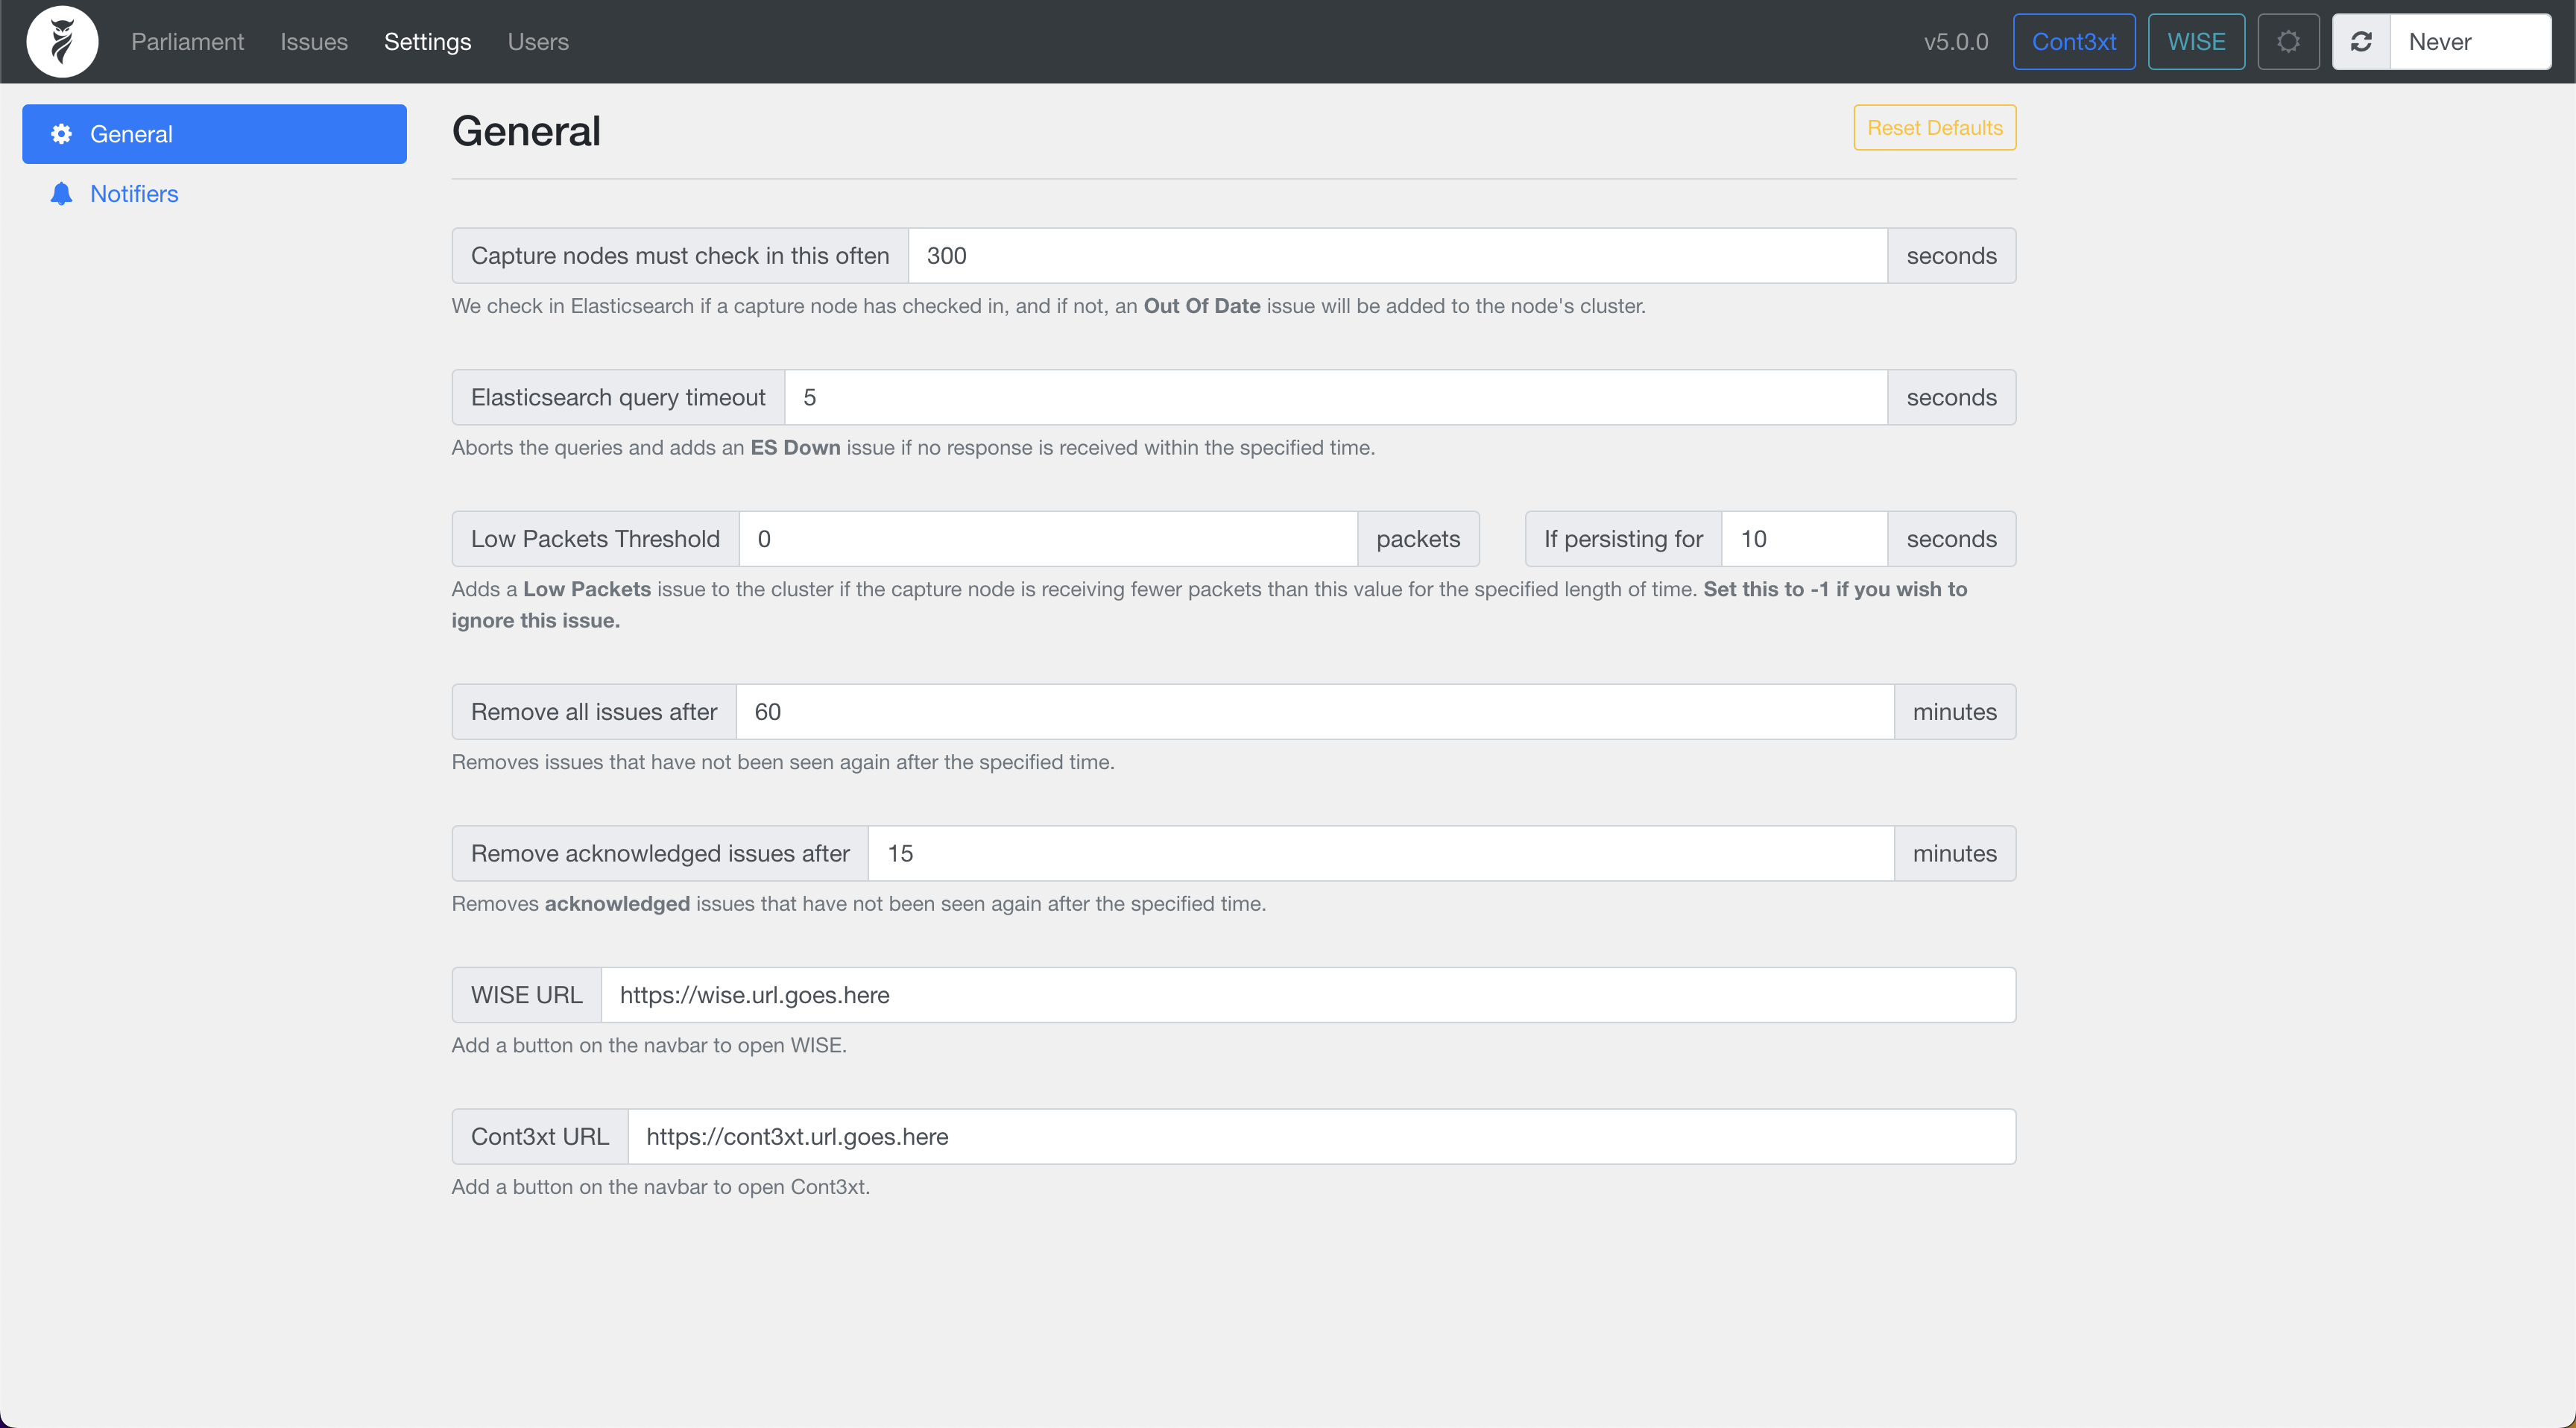 Parliament Issues Settings Users v5.0.0 Cont3xt WISE Never
General
Notifiers
General Reset Defaults
Capture nodes must check in this often 300 seconds
We check in Elasticsearch if a capture node has checked in, and if not, an Out Of Date issue will be added to the node's cluster.
Elasticsearch query timeout 5 seconds
Aborts the queries and adds an ES Down issue if no response is received within the specified time.
Low Packets Threshold 0 packets If persisting for 10 seconds
Adds a Low Packets issue to the cluster if the capture node is receiving fewer packets than this value for the specified length of time. Set this to -1 if you wish to
ignore this issue.
Remove all issues after 60 minutes
Removes issues that have not been seen again after the specified time.
Remove acknowledged issues after 15 minutes
Removes acknowledged issues that have not been seen again after the specified time.
WISE URL https://wise.url.goes.here
Add a button on the navbar to open WISE.
Cont3xt URL https://cont3xt.url.goes.here
Add a button on the navbar to open Cont3xt.